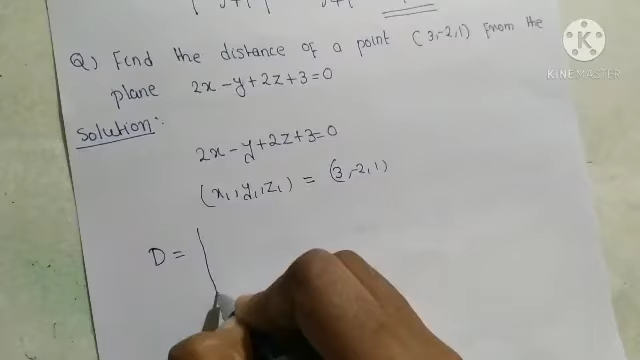 Q) Find the distance of a point (3,-2,1) from the
plane 2x-y+2z+3=0
Solution:-
2x-y+2z+3=0
(x₁,y₁,z₁) = (3,-2,1)
D =
KINEMASTER